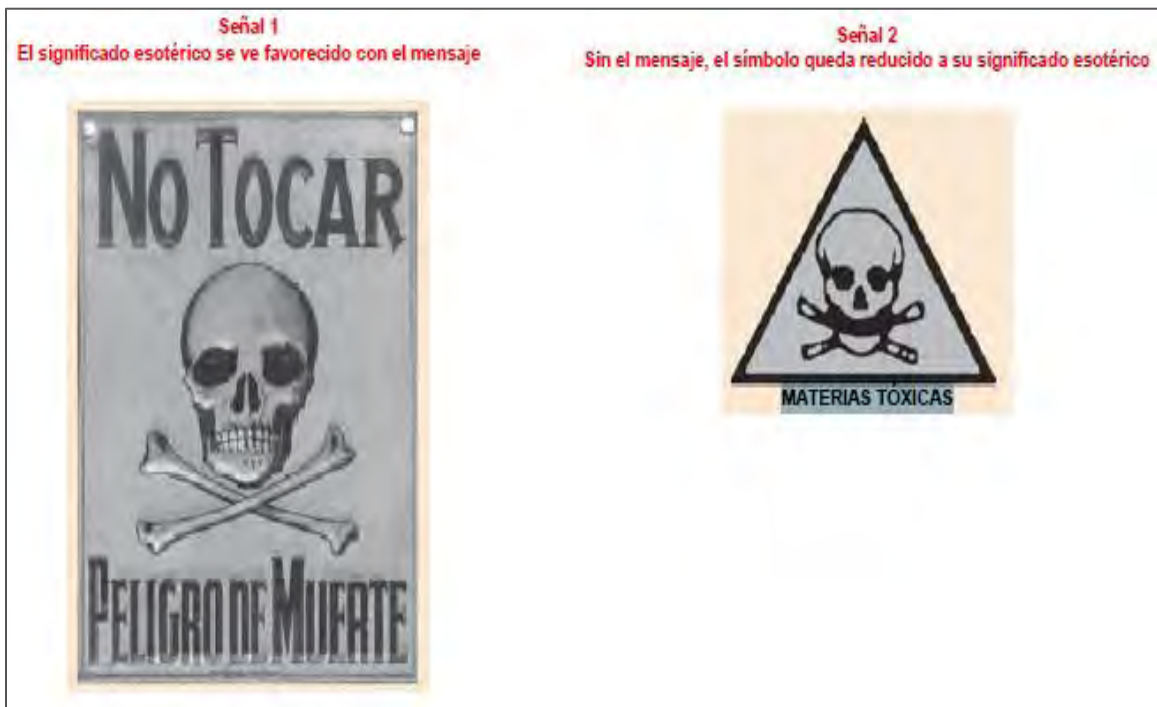 Señal 1
El significado esotérico se ve favorecido con el mensaje
NO TOCAR
PELIGRO DE MUERTE
Señal 2
Sin el mensaje, el símbolo queda reducido a su significado esotérico
MATERIAS TÓXICAS